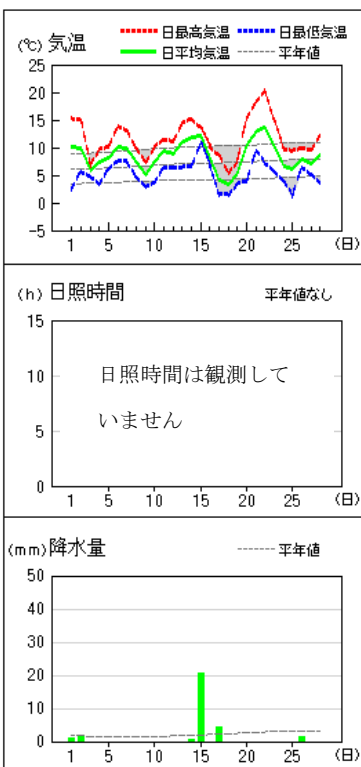 (℃) 気温
日最高気温 日最低気温
日平均気温 平年値
25
20
15
10
5
0
-5
1 5 10 15 20 25 (日)
(h) 日照時間 平年値なし
15
10
5
0
日照時間は観測して
いません
1 5 10 15 20 25 (日)
(mm) 降水量 平年値
50
40
30
20
10
0
1 5 10 15 20 25 (日)